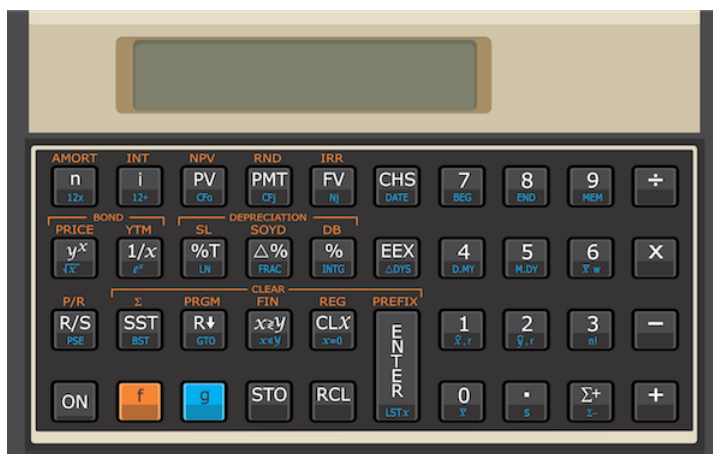 AMORT INT NPV RND IRR
n i PV PMT FV CHS 7 8 9 ÷
12x 12÷ CFo CFj Nj DATE BEG END MEM
BOND DEPRECIATION
PRICE YTM SL SOYD DB
yˣ 1/x %T △% % EEX 4 5 6 X
√x eˣ LN FRAC INTG △DYS D.MY M.DY x̅ w
CLEAR
P/R Σ PRGM FIN REG PREFIX
R/S SST R↓ x≷y CLX ENTER 1 2 3 −
PSE BST GTO x≤y x=0 x̂,r ŷ,r n!
ON f g STO RCL 0 · Σ+ +
LSTx x̅ s Σ-